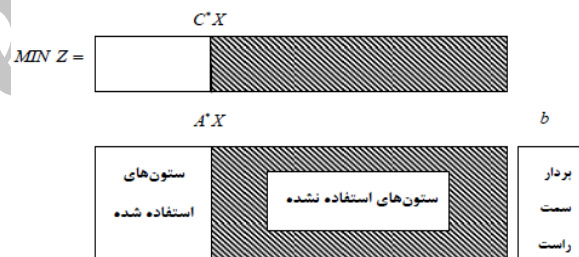 C*X
MIN Z =
A*X
b
ستون‌های
استفاده شده
ستون‌های استفاده نشده
بردار
سمت
راست